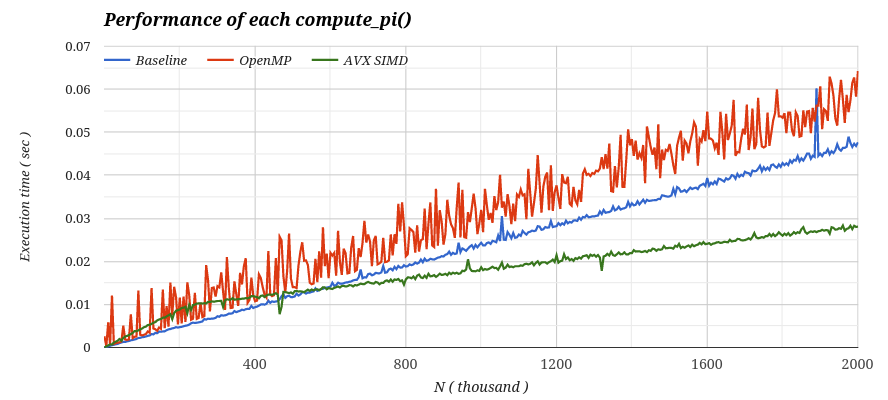 Performance of each compute_pi()
0.07
Baseline OpenMP AVX SIMD
0.06
0.05
0.04
0.03
0.02
0.01
0
Execution time ( sec )
400 800 1200 1600 2000
N ( thousand )